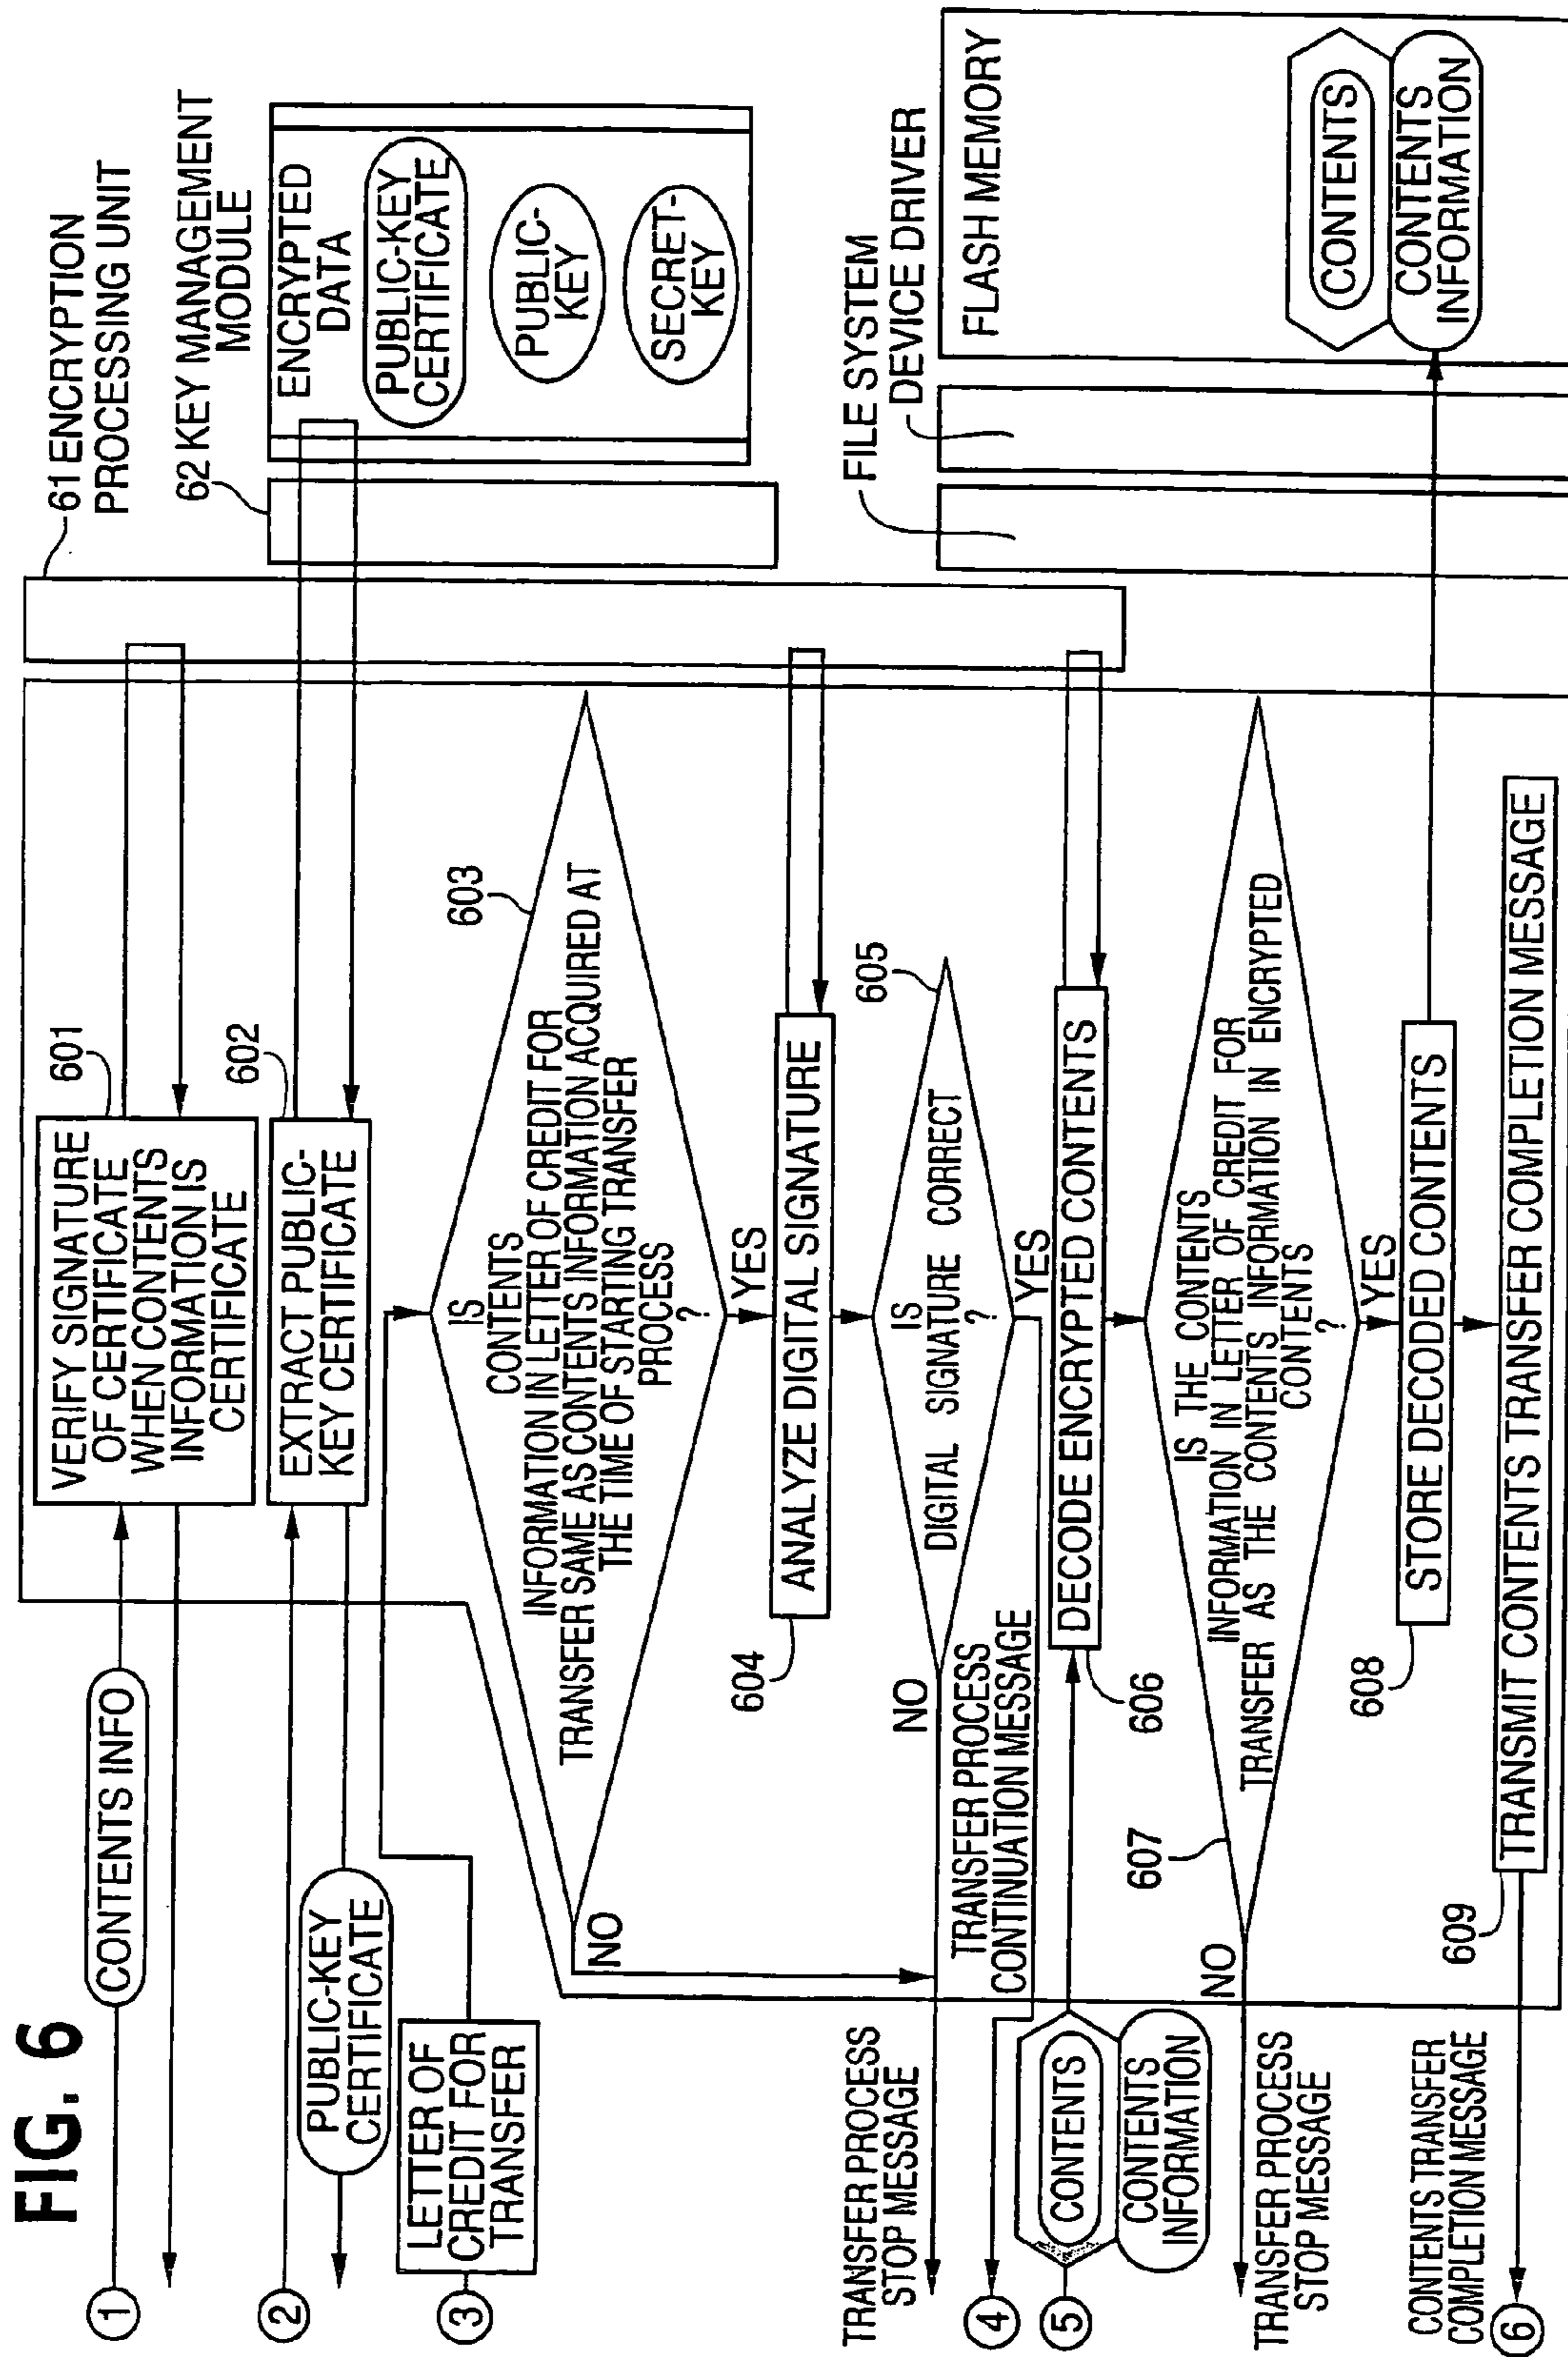 FIG. 6
61 ENCRYPTION
PROCESSING UNIT
62 KEY MANAGEMENT
MODULE
ENCRYPTED
DATA
PUBLIC-KEY
CERTIFICATE
PUBLIC-
KEY
SECRET-
KEY
FILE SYSTEM
DEVICE DRIVER
FLASH MEMORY
CONTENTS
CONTENTS
INFORMATION
1
CONTENTS INFO
601
VERIFY SIGNATURE
OF CERTIFICATE
WHEN CONTENTS
INFORMATION IS
CERTIFICATE
2
PUBLIC-KEY
CERTIFICATE
602
EXTRACT PUBLIC-
KEY CERTIFICATE
3
LETTER OF
CREDIT FOR
TRANSFER
603
IS
CONTENTS
INFORMATION IN LETTER OF CREDIT FOR
TRANSFER SAME AS CONTENTS INFORMATION ACQUIRED AT
THE TIME OF STARTING TRANSFER
PROCESS
?
NO
YES
604
ANALYZE DIGITAL SIGNATURE
605
IS
DIGITAL SIGNATURE CORRECT
?
NO
YES
TRANSFER PROCESS
STOP MESSAGE
TRANSFER PROCESS
CONTINUATION MESSAGE
4
5
CONTENTS
CONTENTS
INFORMATION
606
DECODE ENCRYPTED CONTENTS
607
IS THE CONTENTS
INFORMATION IN LETTER OF CREDIT FOR
TRANSFER AS THE CONTENTS INFORMATION IN ENCRYPTED
CONTENTS
?
NO
YES
TRANSFER PROCESS
STOP MESSAGE
608
STORE DECODED CONTENTS
609
TRANSMIT CONTENTS TRANSFER COMPLETION MESSAGE
CONTENTS TRANSFER
COMPLETION MESSAGE
6